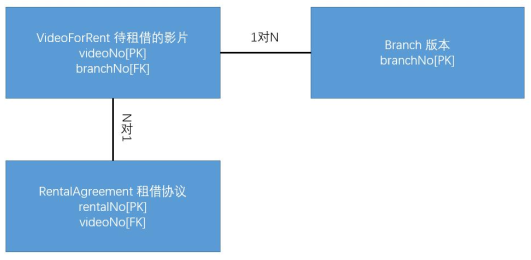 VideoForRent 待租借的影片
videoNo[PK]
branchNo[FK]
1对N
Branch 版本
branchNo[PK]
N对1
RentalAgreement 租借协议
rentalNo[PK]
videoNo[FK]